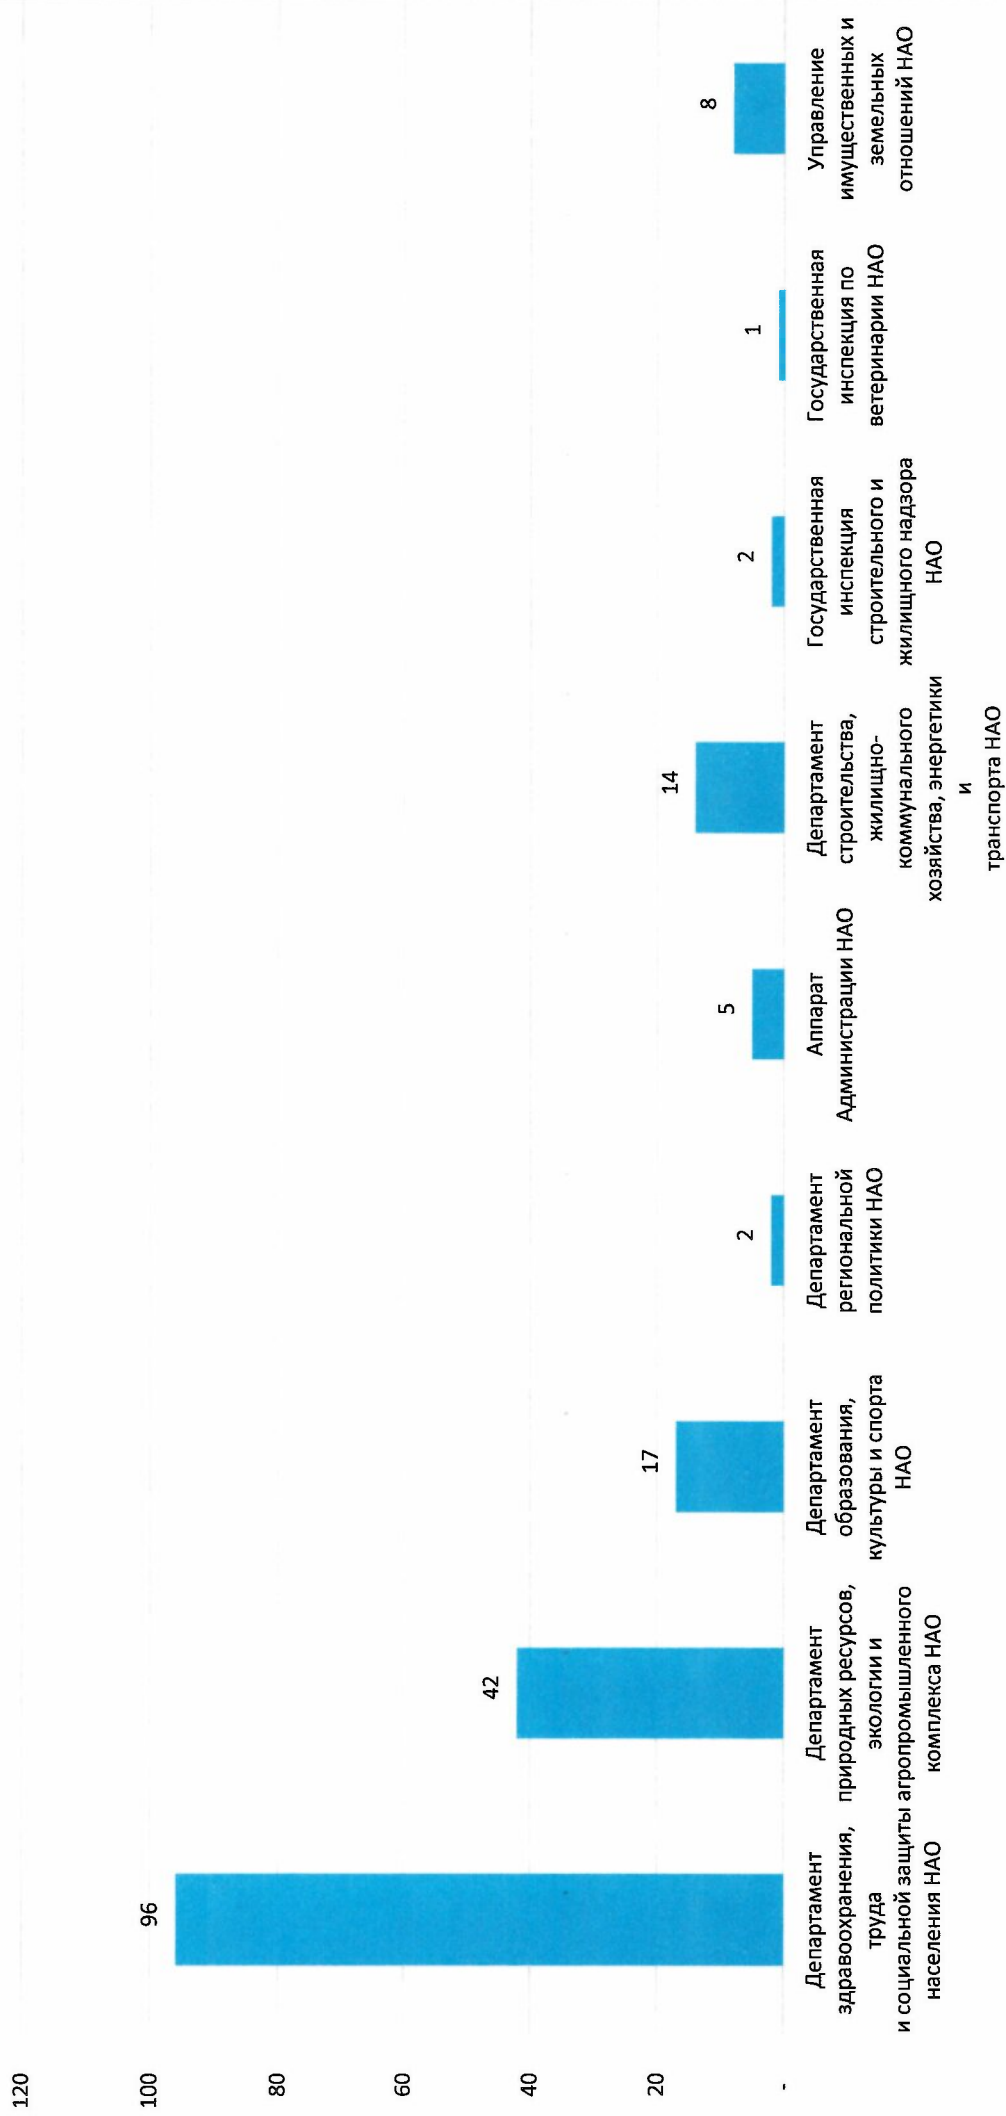 120
100
80
60
40
20
-
96
42
17
2
5
14
2
1
8
Департамент
здравоохранения,
труда
и социальной защиты
населения НАО
Департамент
природных ресурсов,
экологии и
агропромышленного
комплекса НАО
Департамент
образования,
культуры и спорта
НАО
Департамент
региональной
политики НАО
Аппарат
Администрации НАО
Департамент
строительства,
жилищно-
коммунального
хозяйства, энергетики
и
транспорта НАО
Государственная
инспекция
строительного и
жилищного надзора
НАО
Государственная
инспекция по
ветеринарии НАО
Управление
имущественных и
земельных
отношений НАО